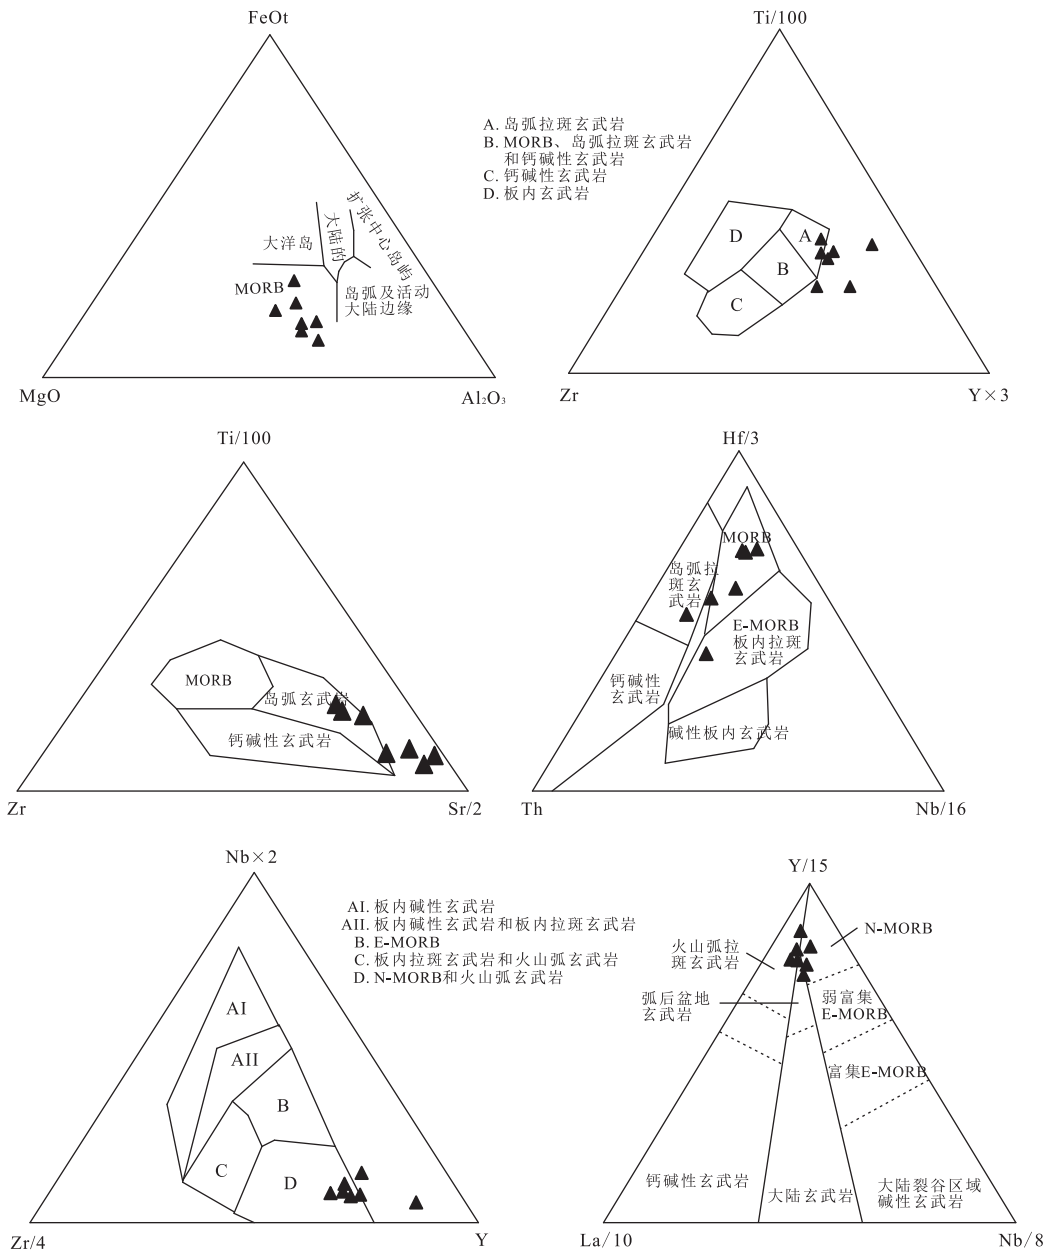 FeOt
大洋岛
大陆的
扩张中心岛屿
MORB
岛弧及活动
大陆边缘
MgO
Al₂O₃
Ti/100
A. 岛弧拉斑玄武岩
B. MORB、岛弧拉斑玄武岩
和钙碱性玄武岩
C. 钙碱性玄武岩
D. 板内玄武岩
D
A
B
C
Zr
Y×3
Ti/100
MORB
岛弧玄武岩
钙碱性玄武岩
Zr
Sr/2
Hf/3
MORB
岛弧拉
斑玄
武岩
E-MORB
板内拉斑
玄武岩
钙碱性
玄武岩
碱性板内玄武岩
Th
Nb/16
Nb×2
AI. 板内碱性玄武岩
AII. 板内碱性玄武岩和板内拉斑玄武岩
B. E-MORB
C. 板内拉斑玄武岩和火山弧玄武岩
D. N-MORB和火山弧玄武岩
AI
AII
B
C
D
Zr/4
Y
Y/15
N-MORB
火山弧拉
斑玄武岩
弧后盆地
玄武岩
弱富集
E-MORB
富集E-MORB
钙碱性玄武岩
大陆玄武岩
大陆裂谷区域
碱性玄武岩
La/10
Nb/8